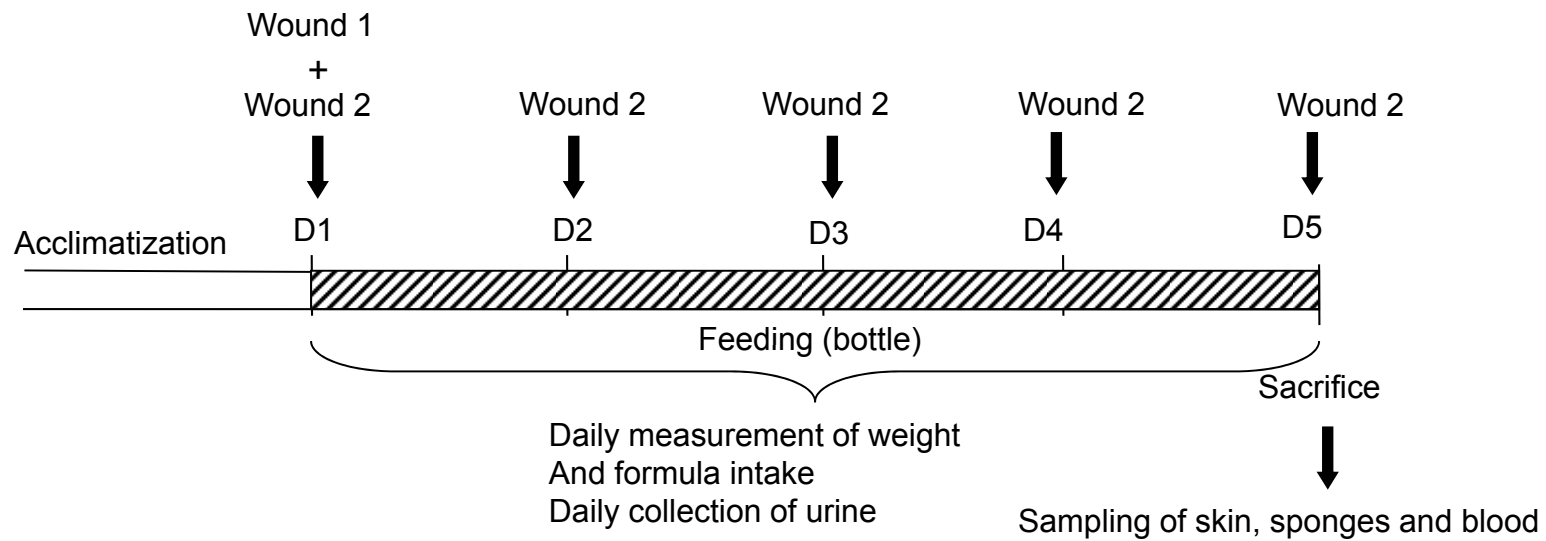 Wound 1
+
Wound 2
Wound 2
Wound 2
Wound 2
Wound 2
Acclimatization
D1
D2
D3
D4
D5
Feeding (bottle)
Sacrifice
Daily measurement of weight
And formula intake
Daily collection of urine
Sampling of skin, sponges and blood